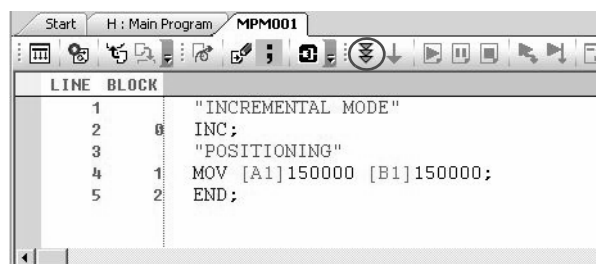 Start H : Main Program MPM001
LINE BLOCK
1 "INCREMENTAL MODE"
2 0 INC;
3 "POSITIONING"
4 1 MOV [A1]150000 [B1]150000;
5 2 END;